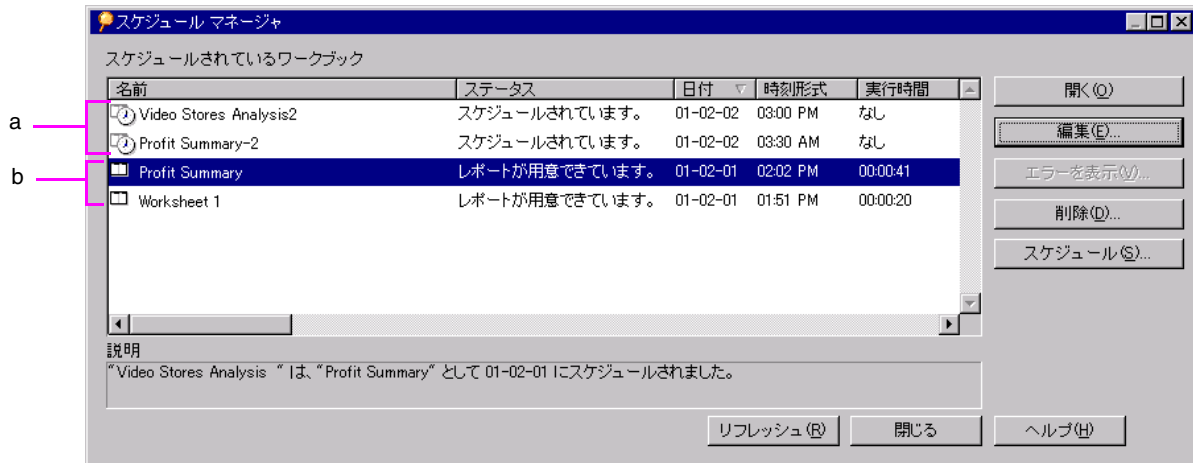 スケジュール マネージャ
スケジュールされているワークブック
名前 ステータス 日付 時刻形式 実行時間
開く(O)
a
Video Stores Analysis2 スケジュールされています。 01-02-02 03:00 PM なし
編集(E)...
Profit Summary-2 スケジュールされています。 01-02-02 03:30 AM なし
b
Profit Summary レポートが用意できています。 01-02-01 02:02 PM 00:00:41
エラーを表示(V)...
Worksheet 1 レポートが用意できています。 01-02-01 01:51 PM 00:00:20
削除(D)...
スケジュール(S)...
説明
"Video Stores Analysis " は、"Profit Summary" として 01-02-01 にスケジュールされました。
リフレッシュ(R) 閉じる ヘルプ(H)